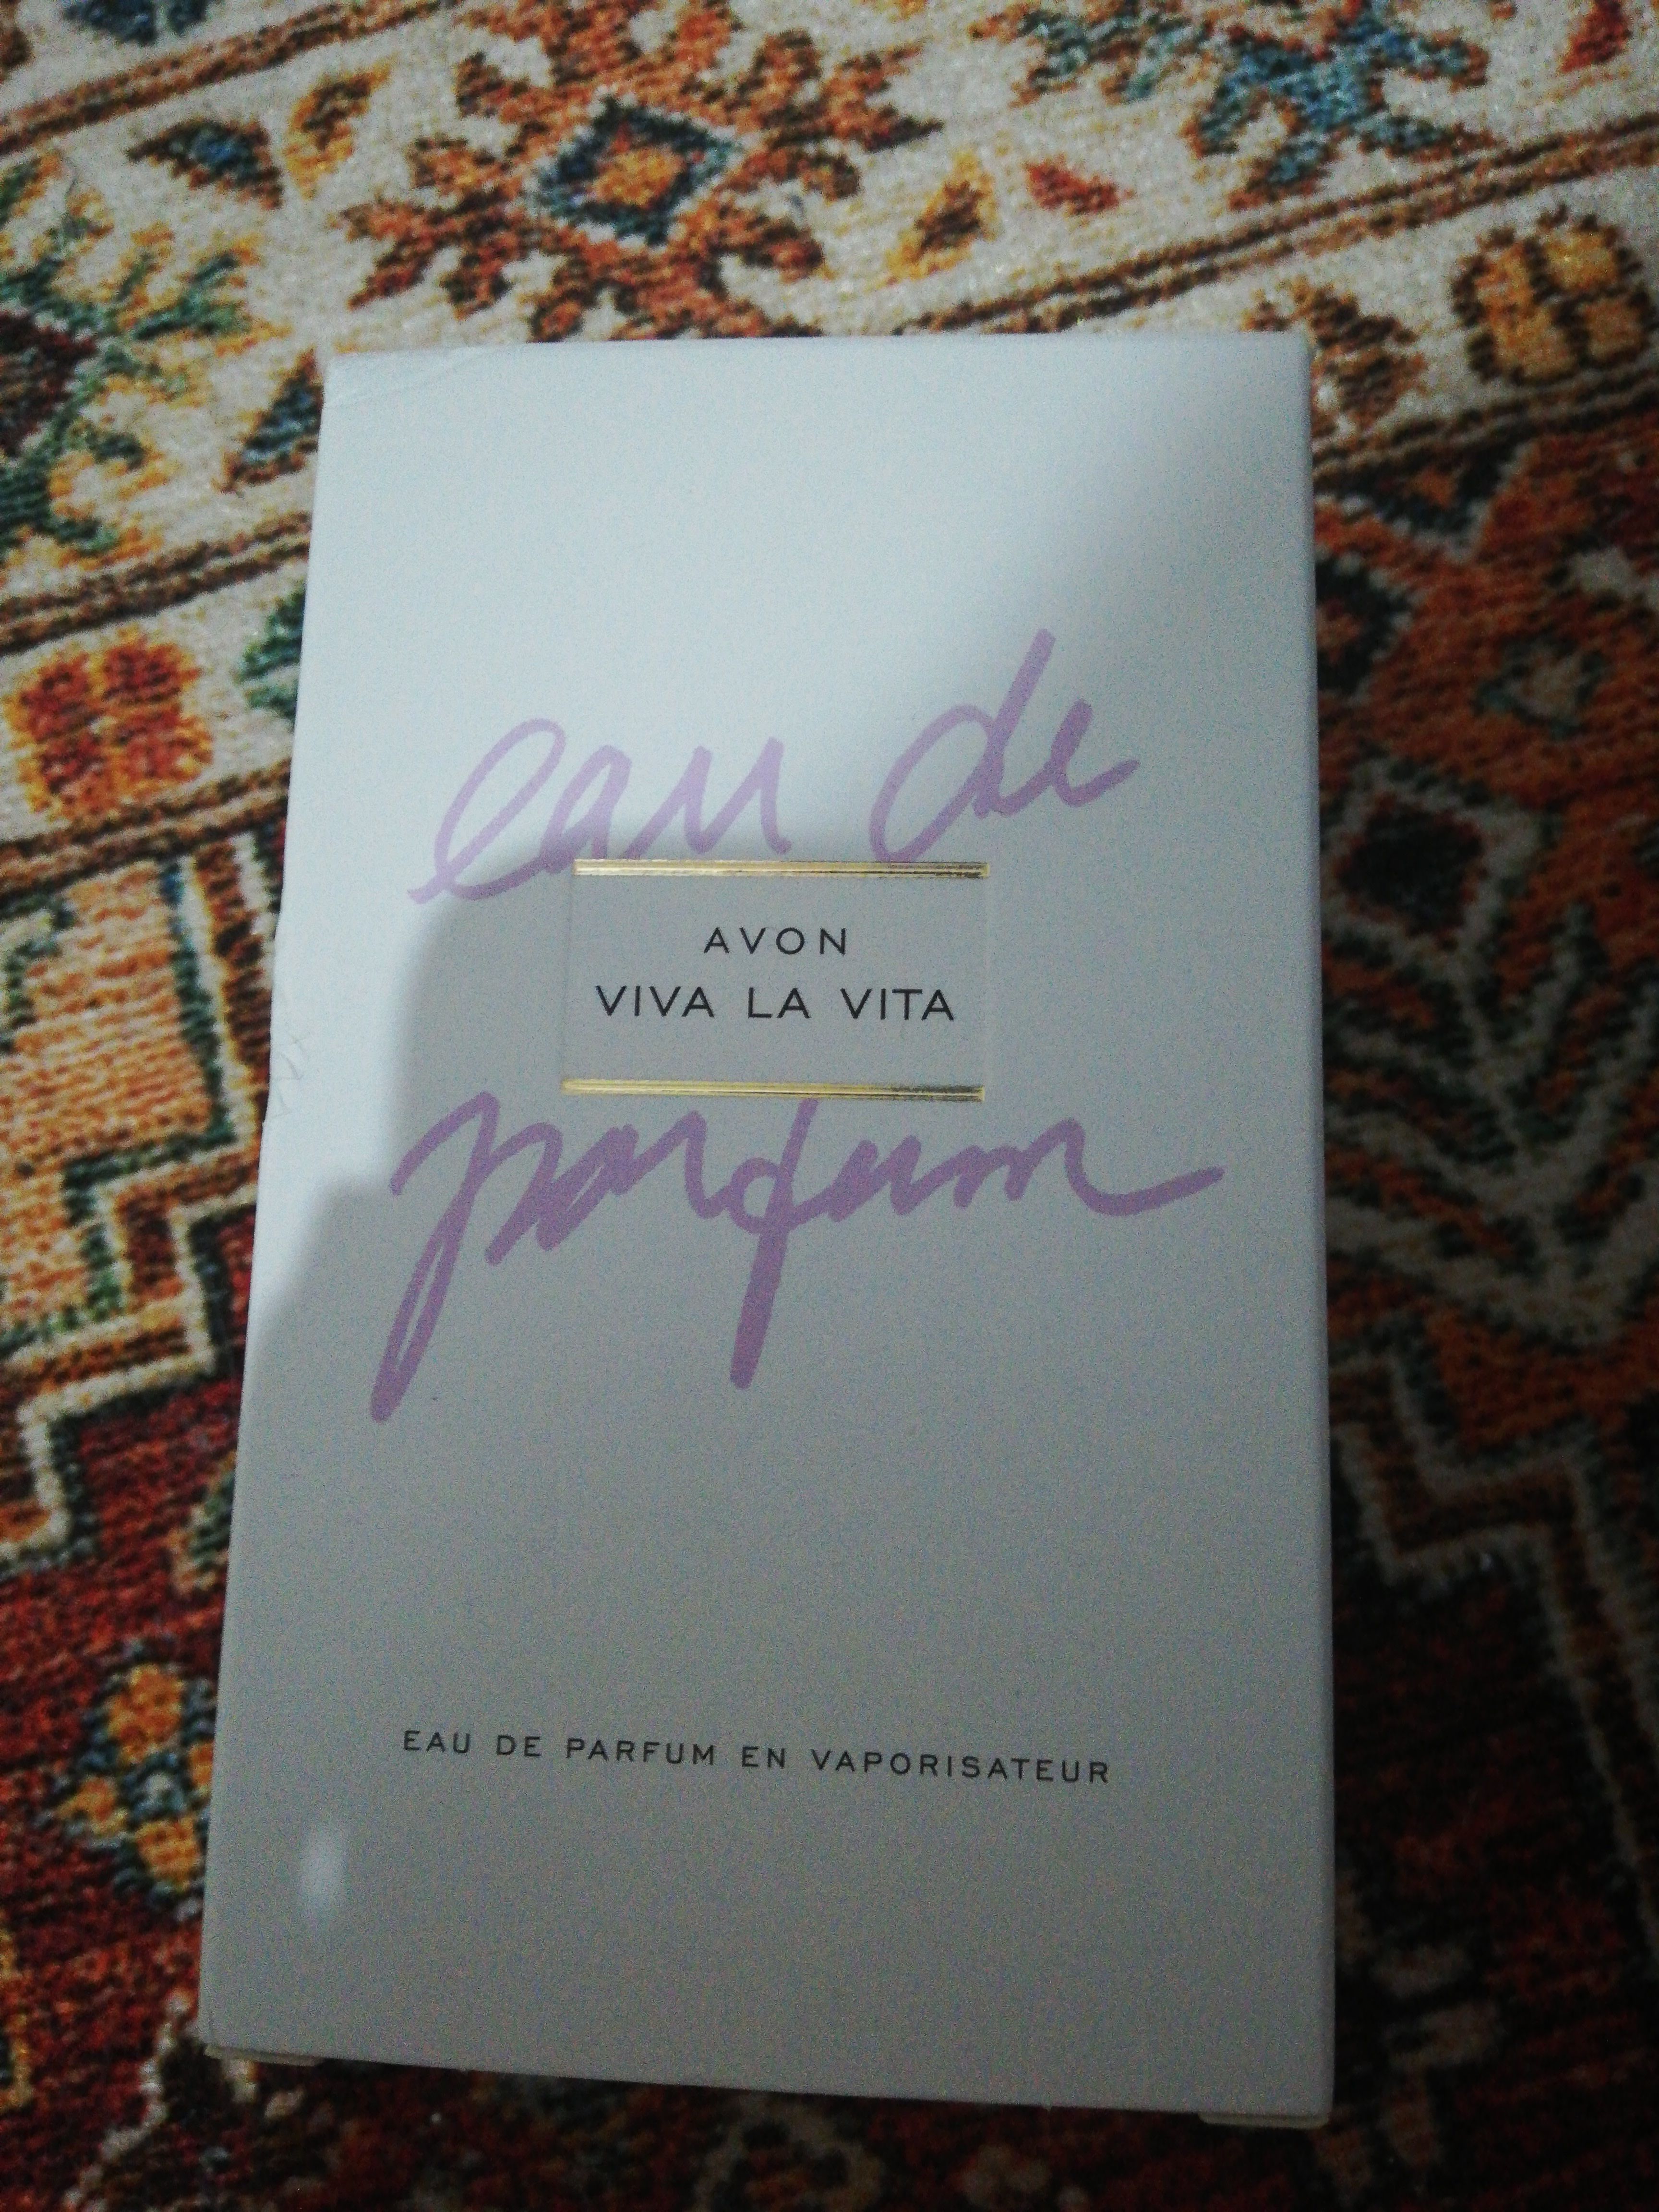 eau de
AVON
VIVA LA VITA
parfum
EAU DE PARFUM EN VAPORISATEUR